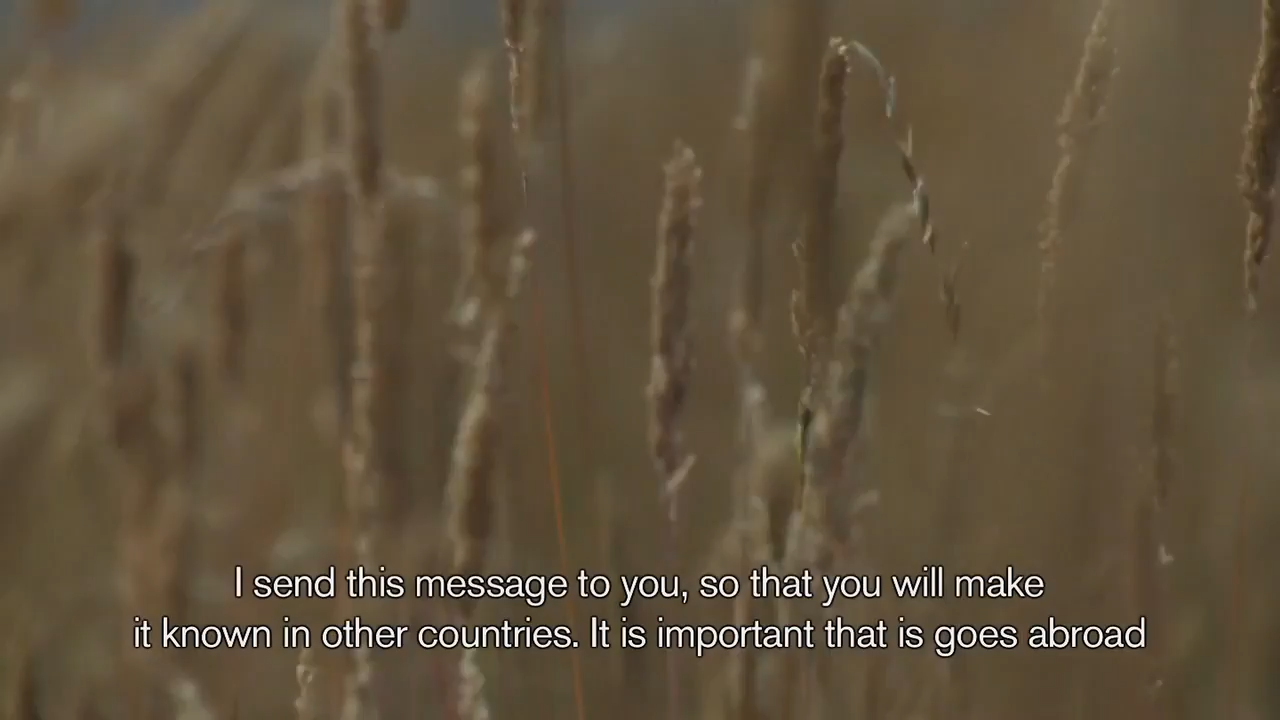 I send this message to you, so that you will make
it known in other countries. It is important that is goes abroad